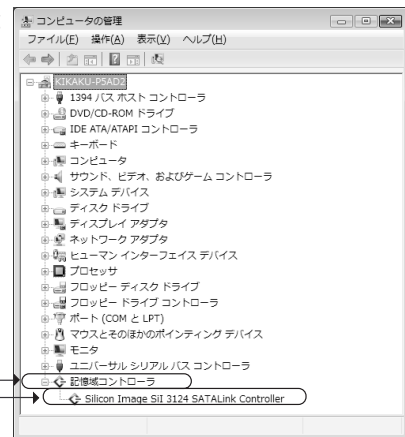 コンピュータの管理
ファイル(F) 操作(A) 表示(V) ヘルプ(H)
KIKAKU-P5AD2
1394 バス ホスト コントローラ
DVD/CD-ROM ドライブ
IDE ATA/ATAPI コントローラ
キーボード
コンピュータ
サウンド、ビデオ、およびゲーム コントローラ
システム デバイス
ディスク ドライブ
ディスプレイ アダプタ
ネットワーク アダプタ
ヒューマン インターフェイス デバイス
プロセッサ
フロッピー ディスク ドライブ
フロッピー ドライブ コントローラ
ポート (COM と LPT)
マウスとそのほかのポインティング デバイス
モニタ
ユニバーサル シリアル バス コントローラ
記憶域コントローラ
Silicon Image SiI 3124 SATALink Controller